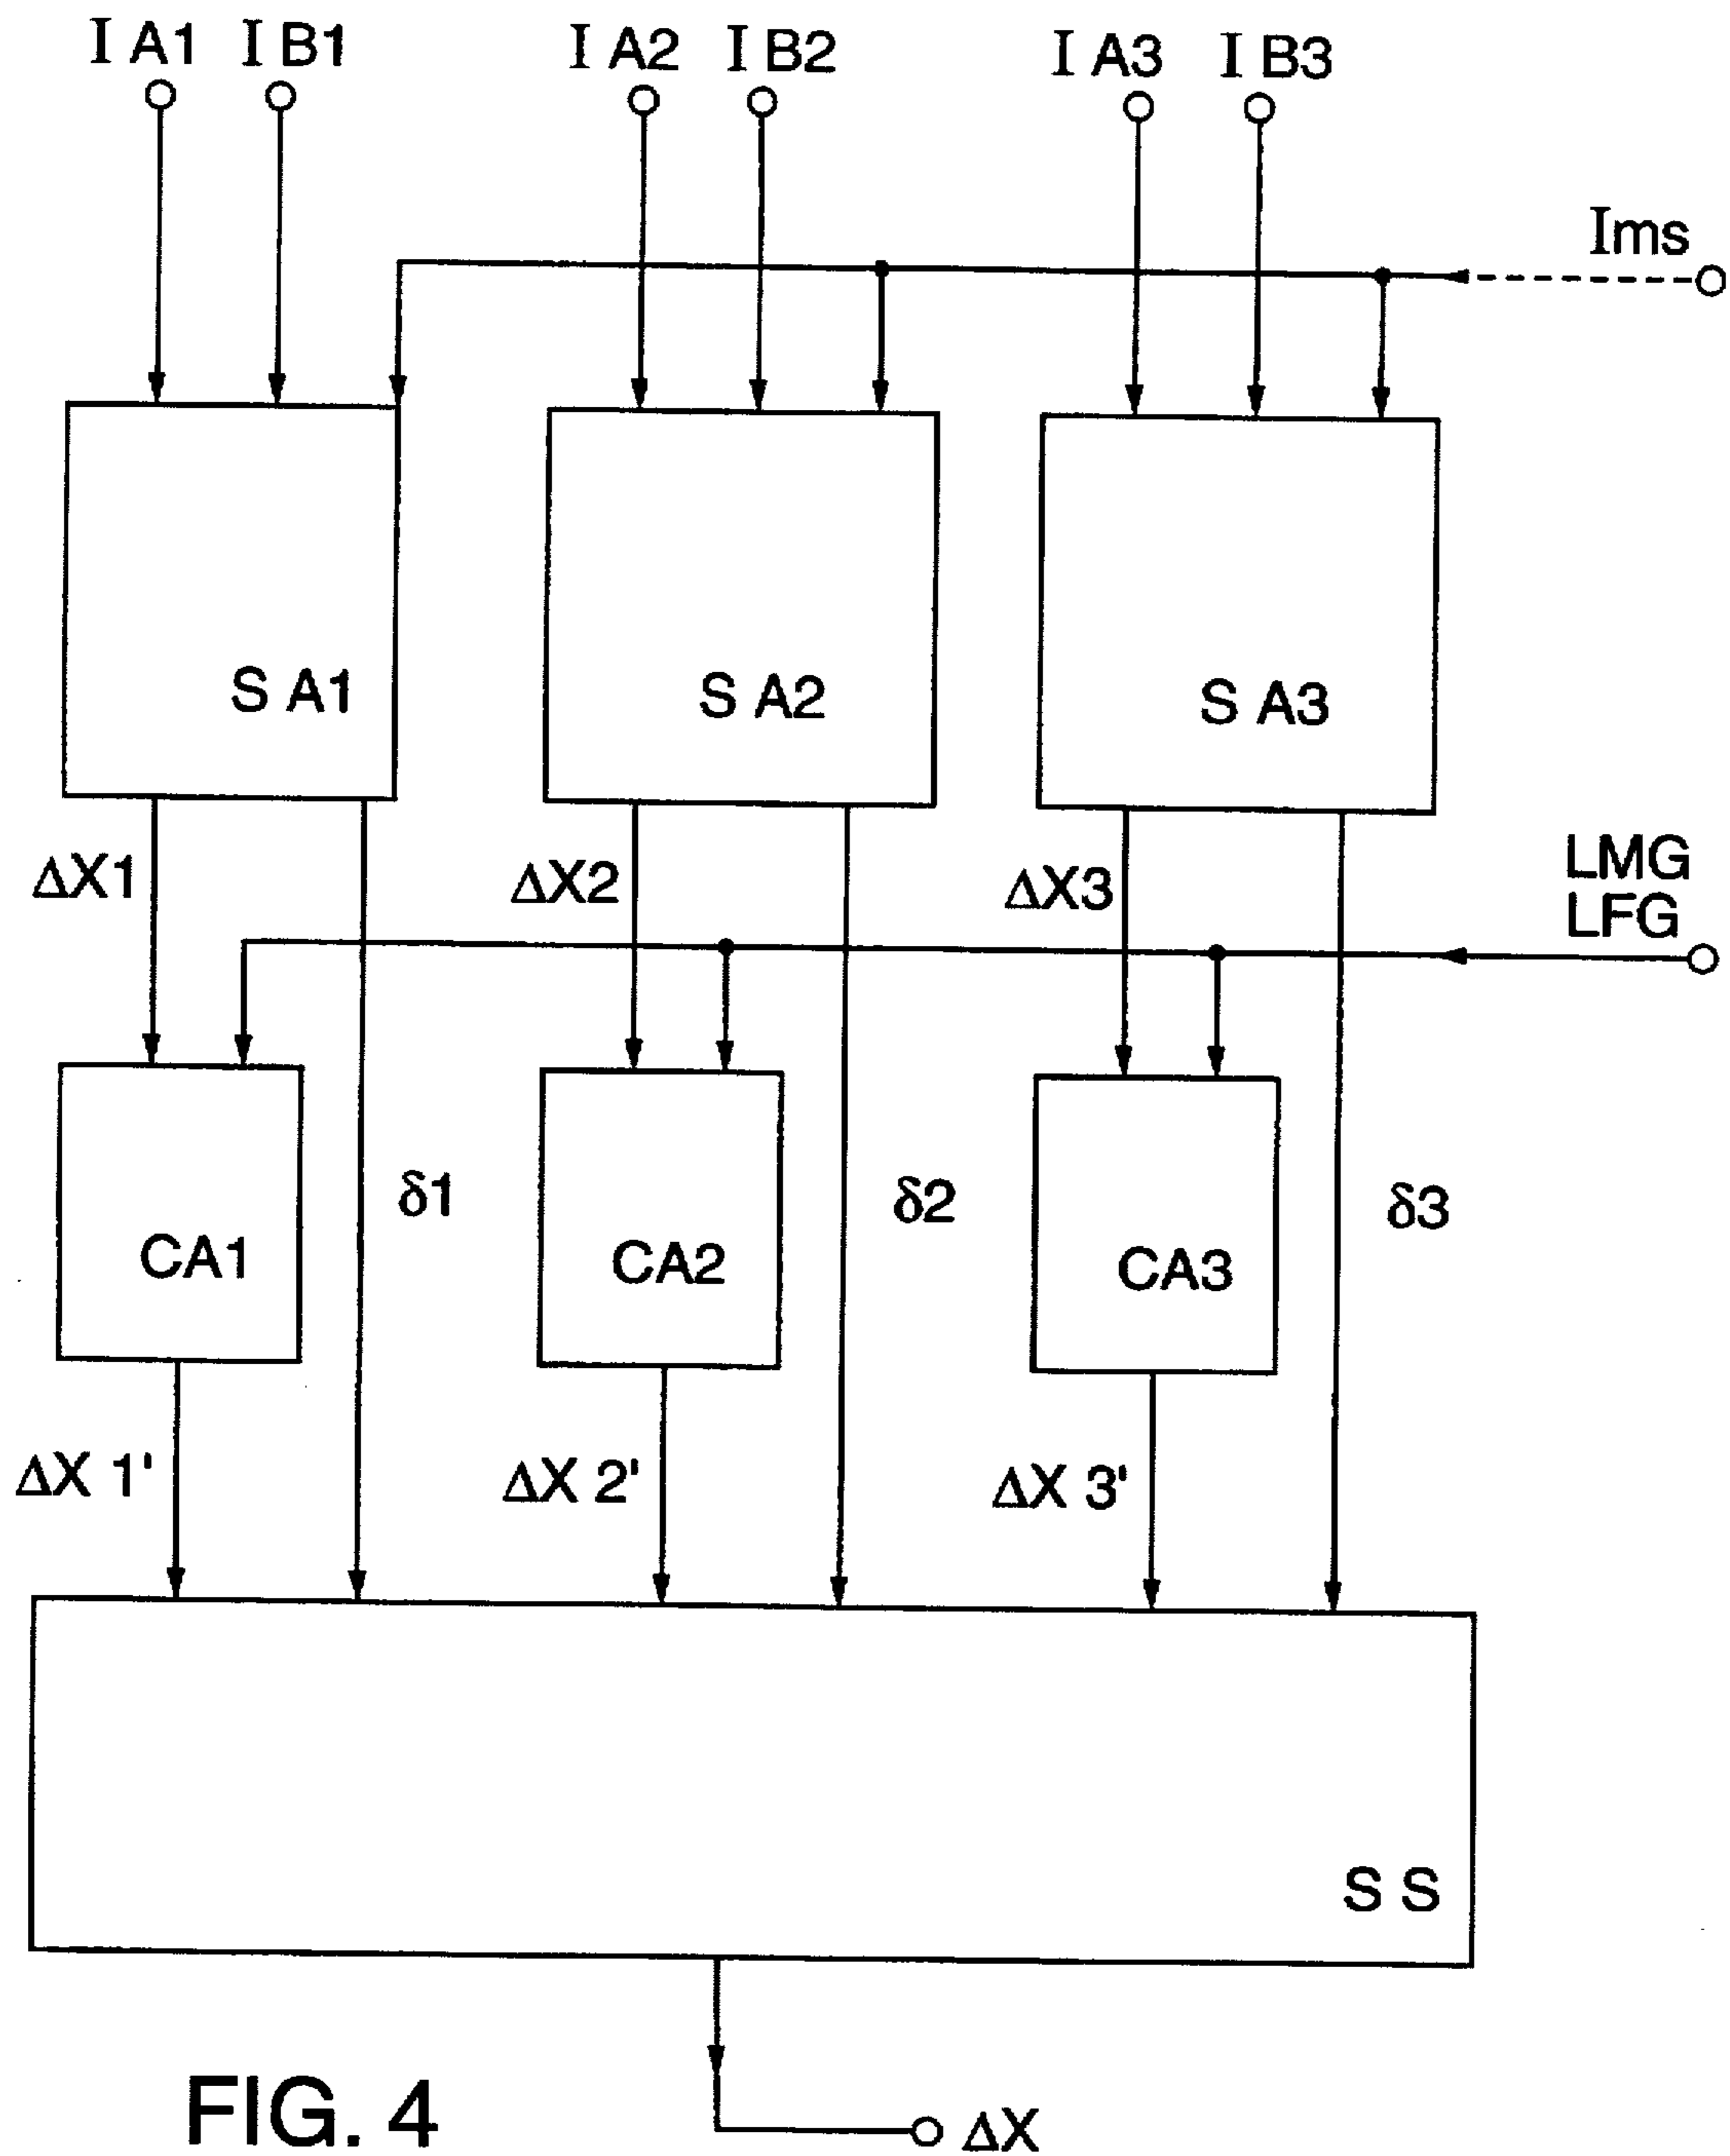 I A1 I B1 I A2 I B2 I A3 I B3
Ims
S A1 S A2 S A3
ΔX1 ΔX2 ΔX3
LMG
LFG
δ1 δ2 δ3
CA1 CA2 CA3
ΔX 1' ΔX 2' ΔX 3'
S S
FIG. 4
ΔX